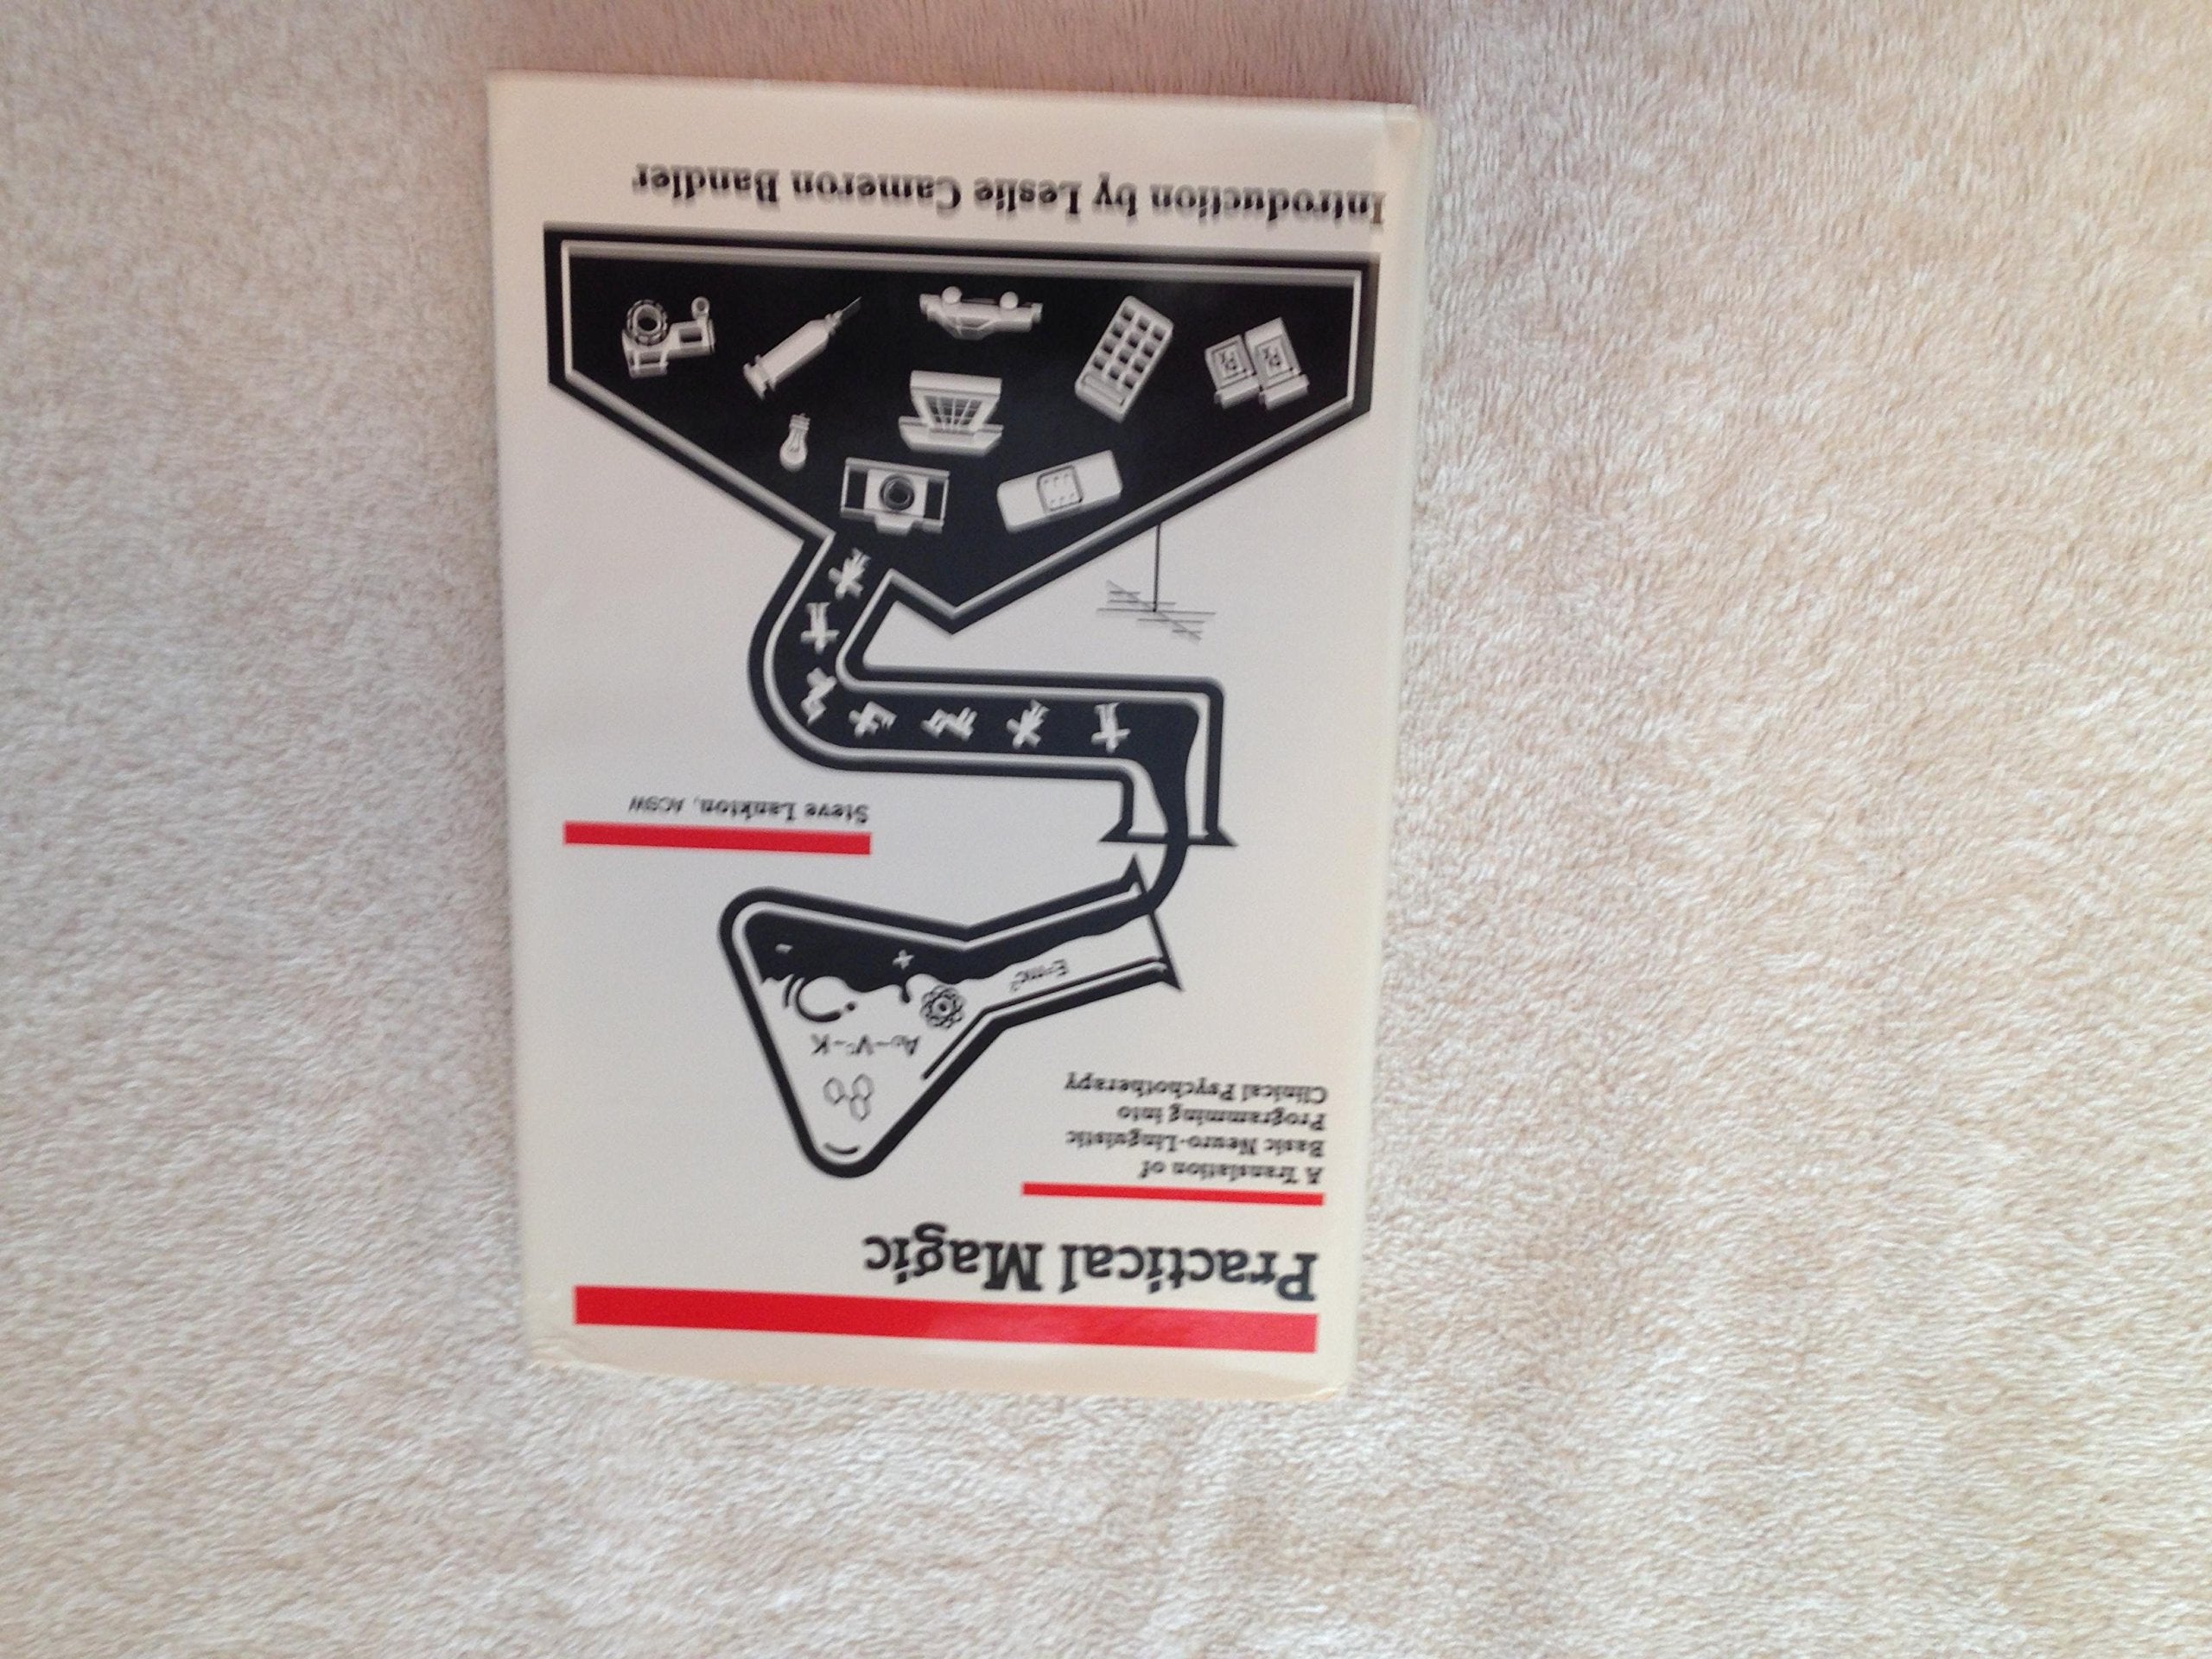 Practical Magic
A Translation of
Basic Neuro-Linguistic
Programming into
Clinical Psychotherapy
E=mc²
Steve Lankton, ACSW
Introduction by Leslie Cameron Bandler